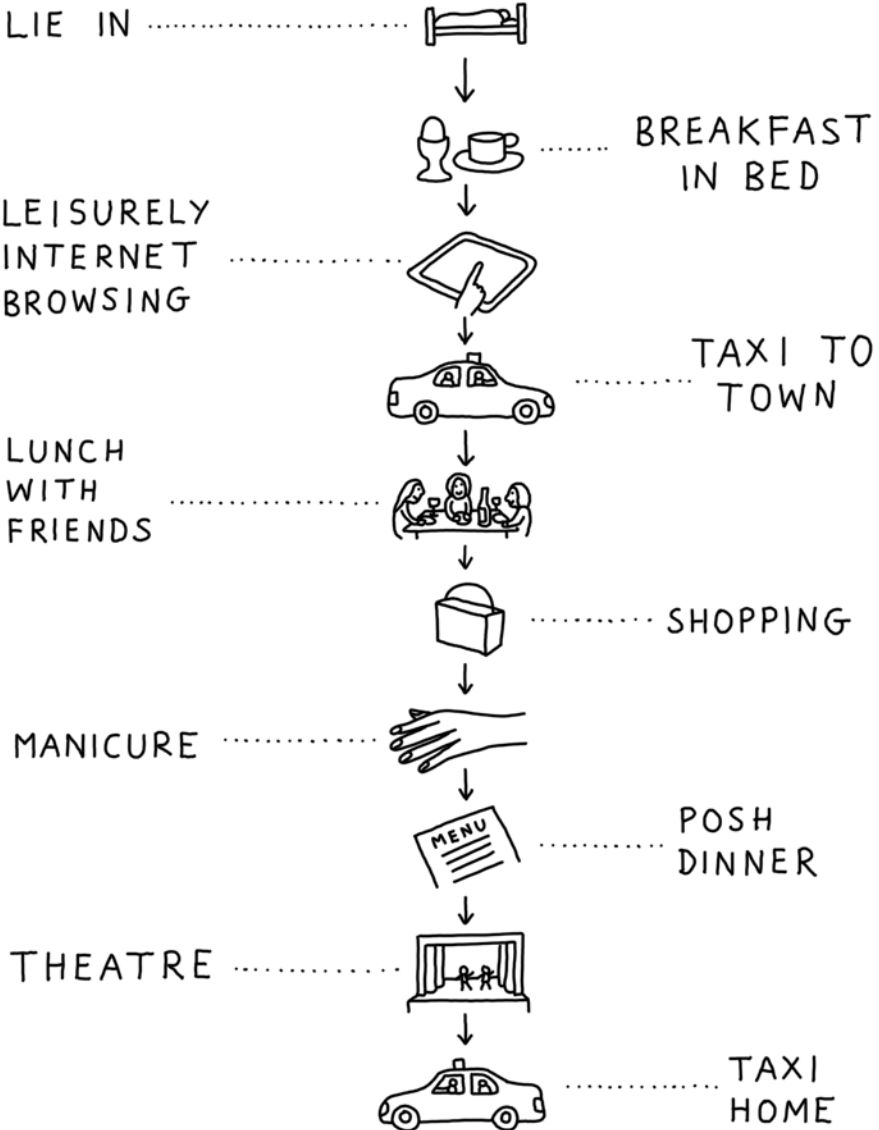 LIE IN
BREAKFAST
IN BED
LEISURELY
INTERNET
BROWSING
TAXI TO
TOWN
LUNCH
WITH
FRIENDS
SHOPPING
MANICURE
MENU
POSH
DINNER
THEATRE
TAXI
HOME